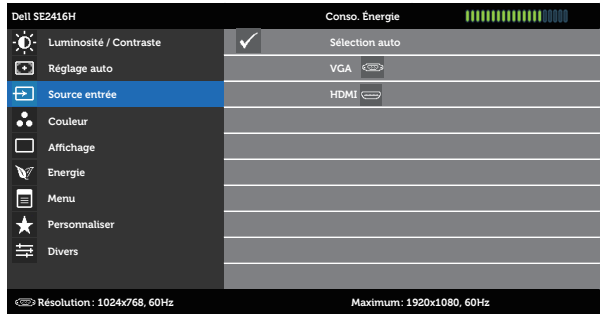 Dell SE2416H Conso. Énergie
Luminosité / Contraste Sélection auto
Réglage auto VGA
Source entrée HDMI
Couleur
Affichage
Energie
Menu
Personnaliser
Divers
Résolution : 1024x768, 60Hz Maximum : 1920x1080, 60Hz